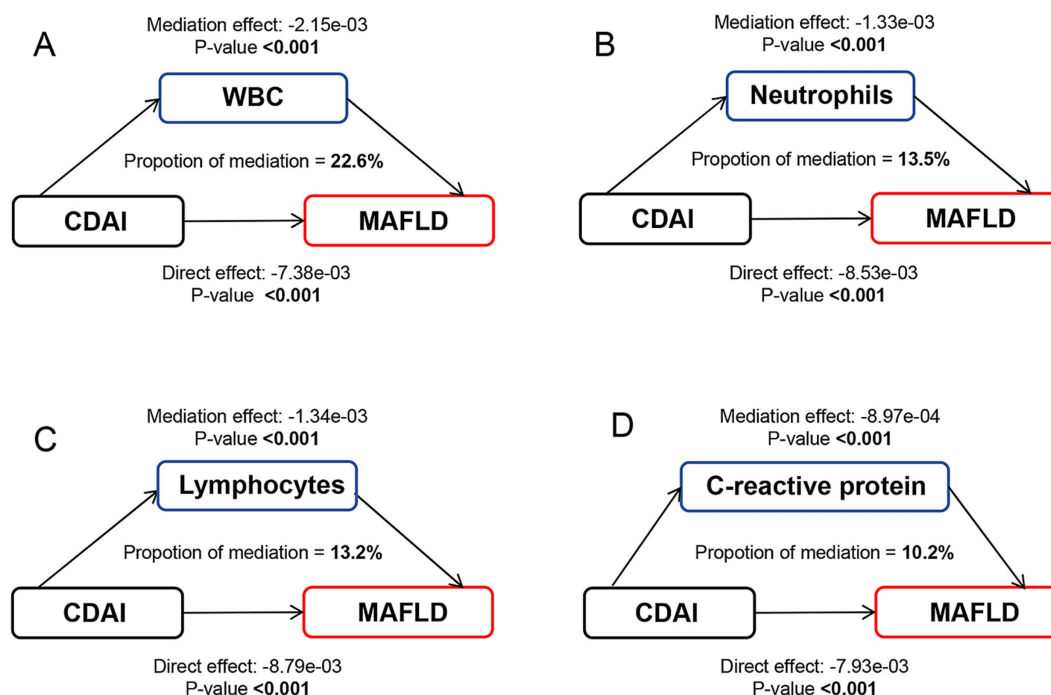 A
Mediation effect: -2.15e-03
P-value <0.001
WBC
Propotion of mediation = 22.6%
CDAI
MAFLD
Direct effect: -7.38e-03
P-value <0.001
B
Mediation effect: -1.33e-03
P-value <0.001
Neutrophils
Propotion of mediation = 13.5%
CDAI
MAFLD
Direct effect: -8.53e-03
P-value <0.001
C
Mediation effect: -1.34e-03
P-value <0.001
Lymphocytes
Propotion of mediation = 13.2%
CDAI
MAFLD
Direct effect: -8.79e-03
P-value <0.001
D
Mediation effect: -8.97e-04
P-value <0.001
C-reactive protein
Propotion of mediation = 10.2%
CDAI
MAFLD
Direct effect: -7.93e-03
P-value <0.001